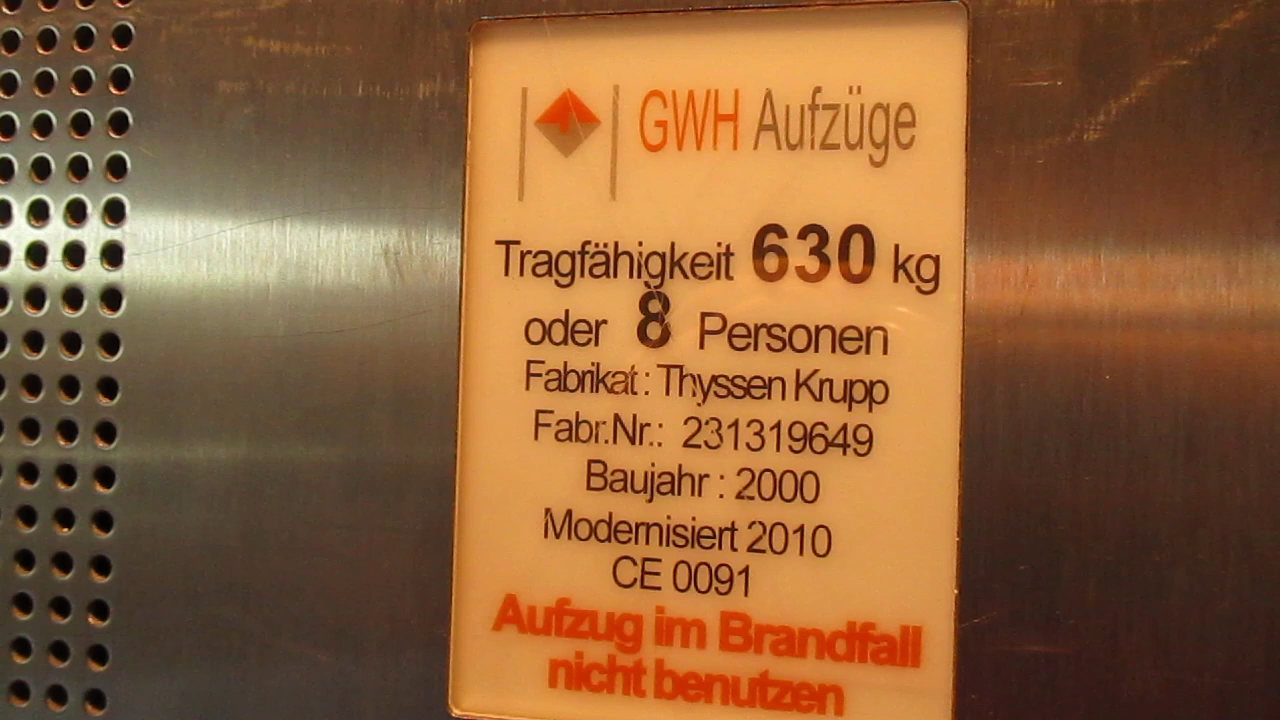 GWH Aufzüge
Tragfähigkeit 630 kg
oder 8 Personen
Fabrikat : Thyssen Krupp
Fabr.Nr.: 231319649
Baujahr : 2000
Modernisiert 2010
CE 0091
Aufzug im Brandfall
nicht benutzen